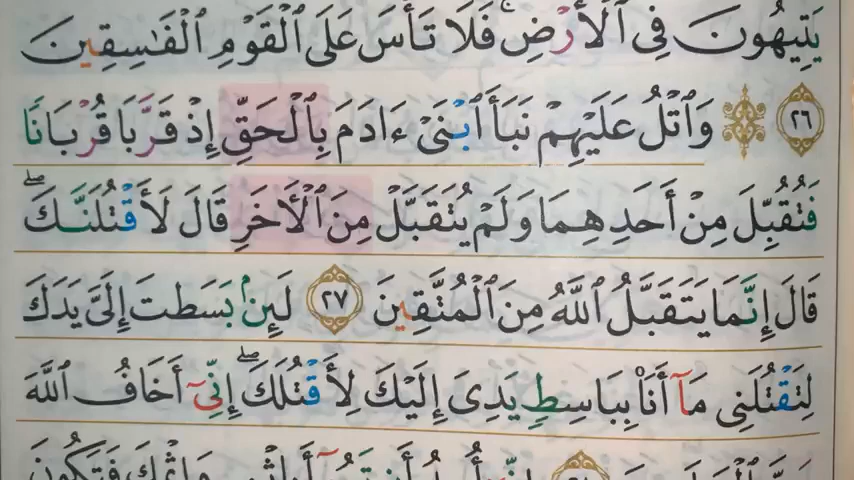 يَتِيهُونَ فِي ٱلْأَرْضِۚ فَلَا تَأْسَ عَلَى ٱلْقَوْمِ ٱلْفَٰسِقِينَ
٢٦ وَٱتْلُ عَلَيْهِمْ نَبَأَ ٱبْنَىْ ءَادَمَ بِٱلْحَقِّ إِذْ قَرَّبَا قُرْبَانًا
فَتُقُبِّلَ مِنْ أَحَدِهِمَا وَلَمْ يُتَقَبَّلْ مِنَ ٱلْأَخَرِ قَالَ لَأَقْتُلَنَّكَۖ
قَالَ إِنَّمَا يَتَقَبَّلُ ٱللَّهُ مِنَ ٱلْمُتَّقِينَ ٢٧ لَئِنۢ بَسَطتَ إِلَىَّ يَدَكَ
لِتَقْتُلَنِى مَآ أَنَا۠ بِبَاسِطٍ يَدِىَ إِلَيْكَ لِأَقْتُلَكَۖ إِنِّىٓ أَخَافُ ٱللَّهَ